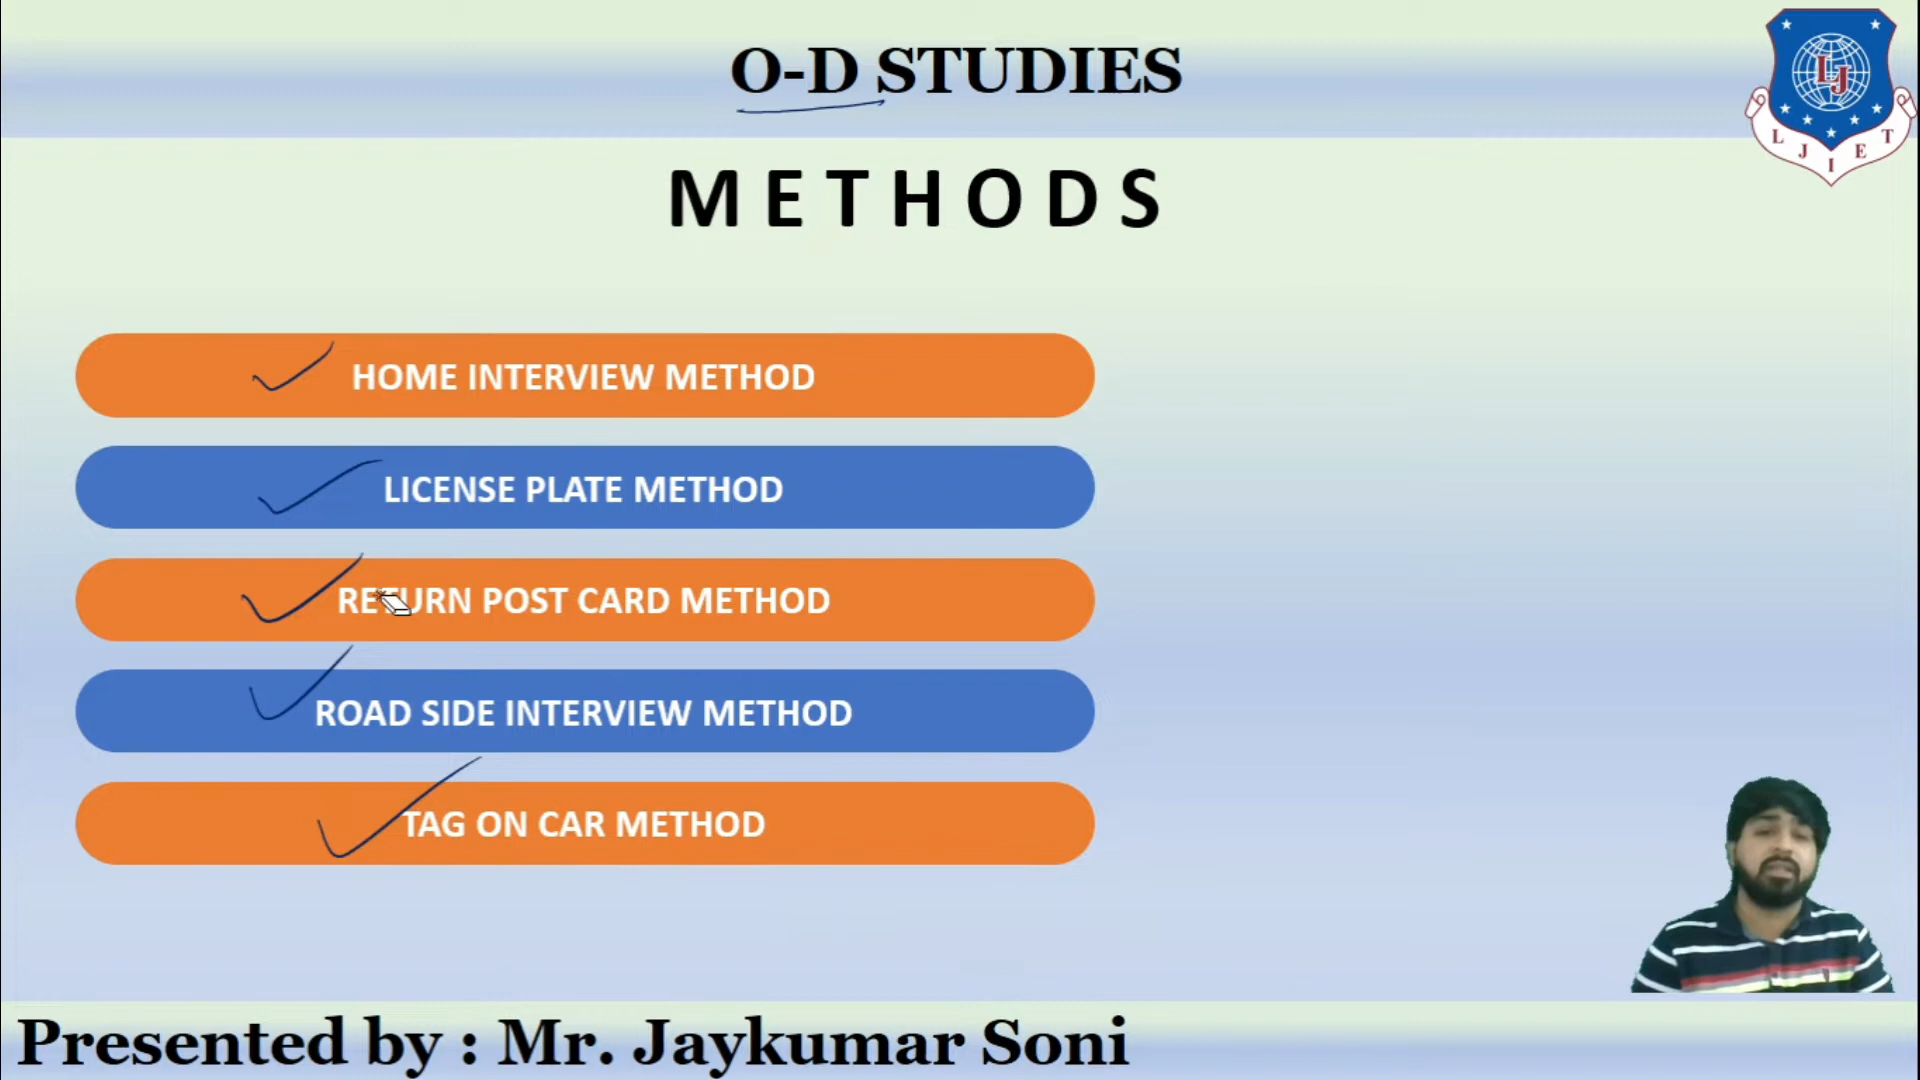 O-D STUDIES
METHODS
HOME INTERVIEW METHOD
LICENSE PLATE METHOD
RETURN POST CARD METHOD
ROAD SIDE INTERVIEW METHOD
TAG ON CAR METHOD
LJ
L J I E T
Presented by : Mr. Jaykumar Soni